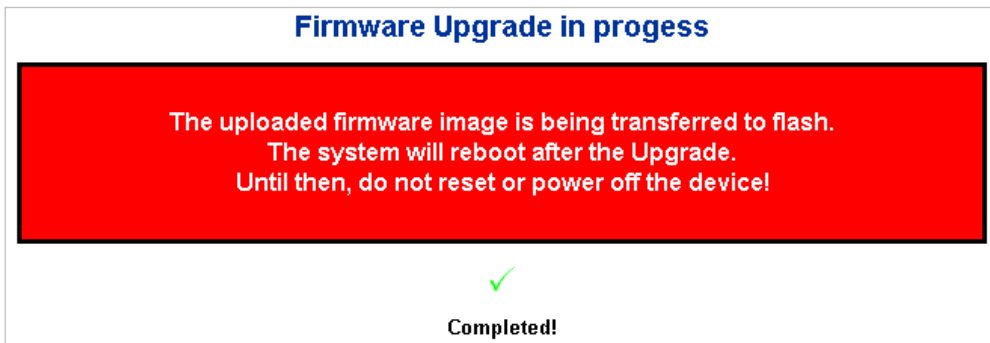 Firmware Upgrade in progess
The uploaded firmware image is being transferred to flash.
The system will reboot after the Upgrade.
Until then, do not reset or power off the device!
Completed!